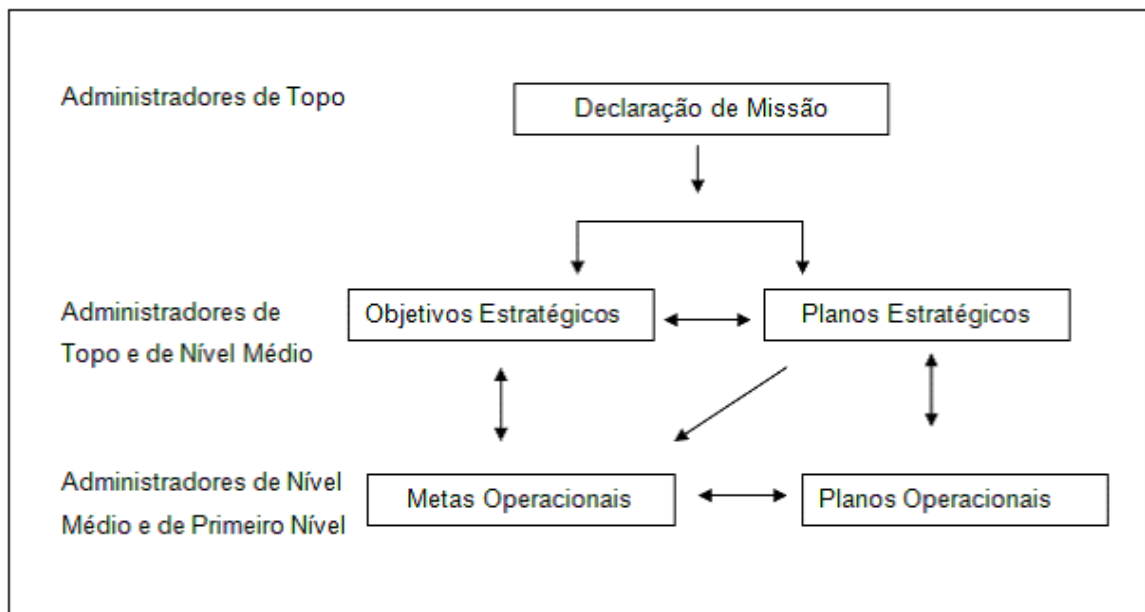 Administradores de Topo
Declaração de Missão
Administradores de
Topo e de Nível Médio
Objetivos Estratégicos
Planos Estratégicos
Administradores de Nível
Médio e de Primeiro Nível
Metas Operacionais
Planos Operacionais